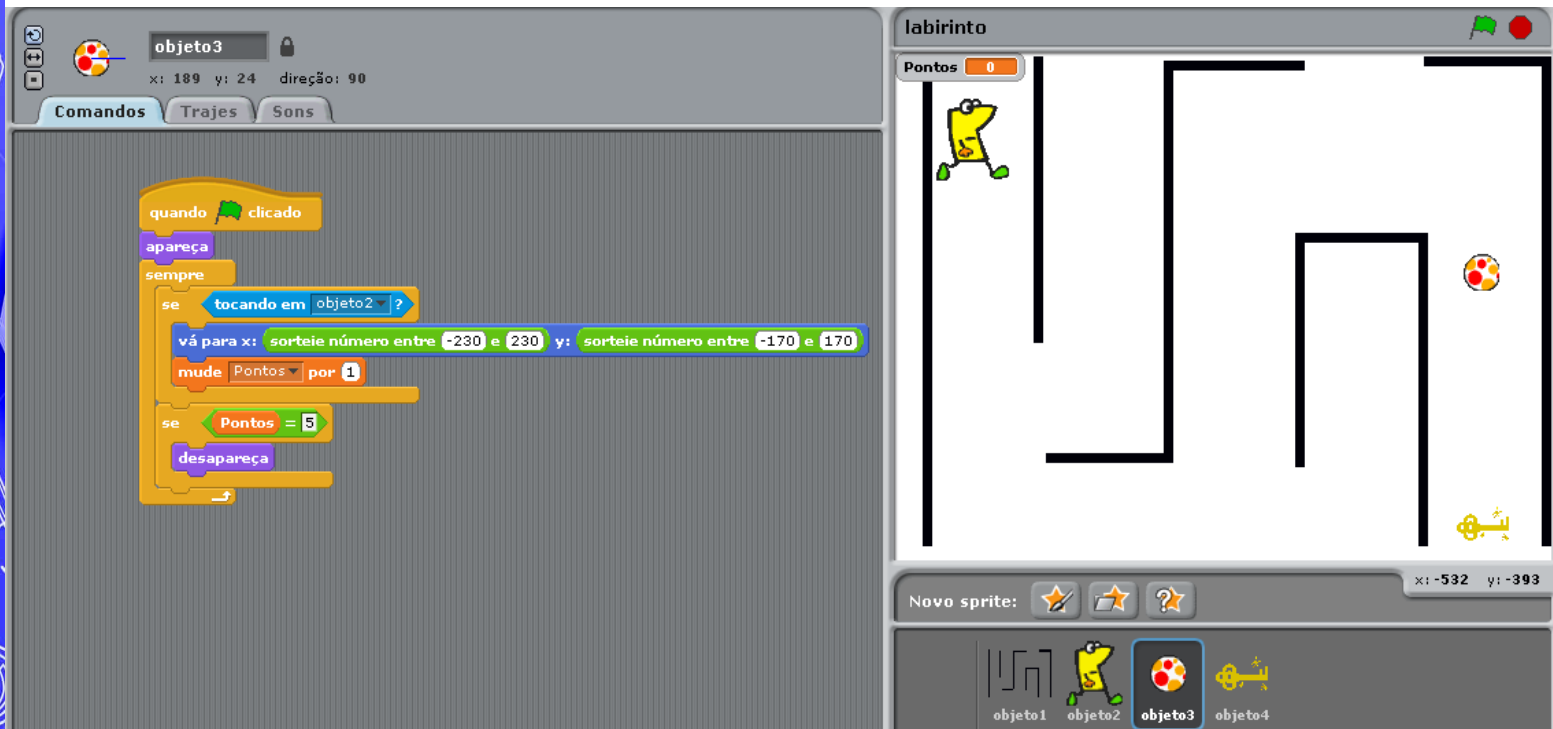 objeto3
x: 189 y: 24 direção: 90
Comandos Trajes Sons
quando clicado
apareça
sempre
se tocando em objeto2 ?
vá para x: sorteie número entre -230 e 230 y: sorteie número entre -170 e 170
mude Pontos por 1
se Pontos = 5
desapareça
labirinto
Pontos 0
x: -532 y: -393
Novo sprite:
objeto1 objeto2 objeto3 objeto4